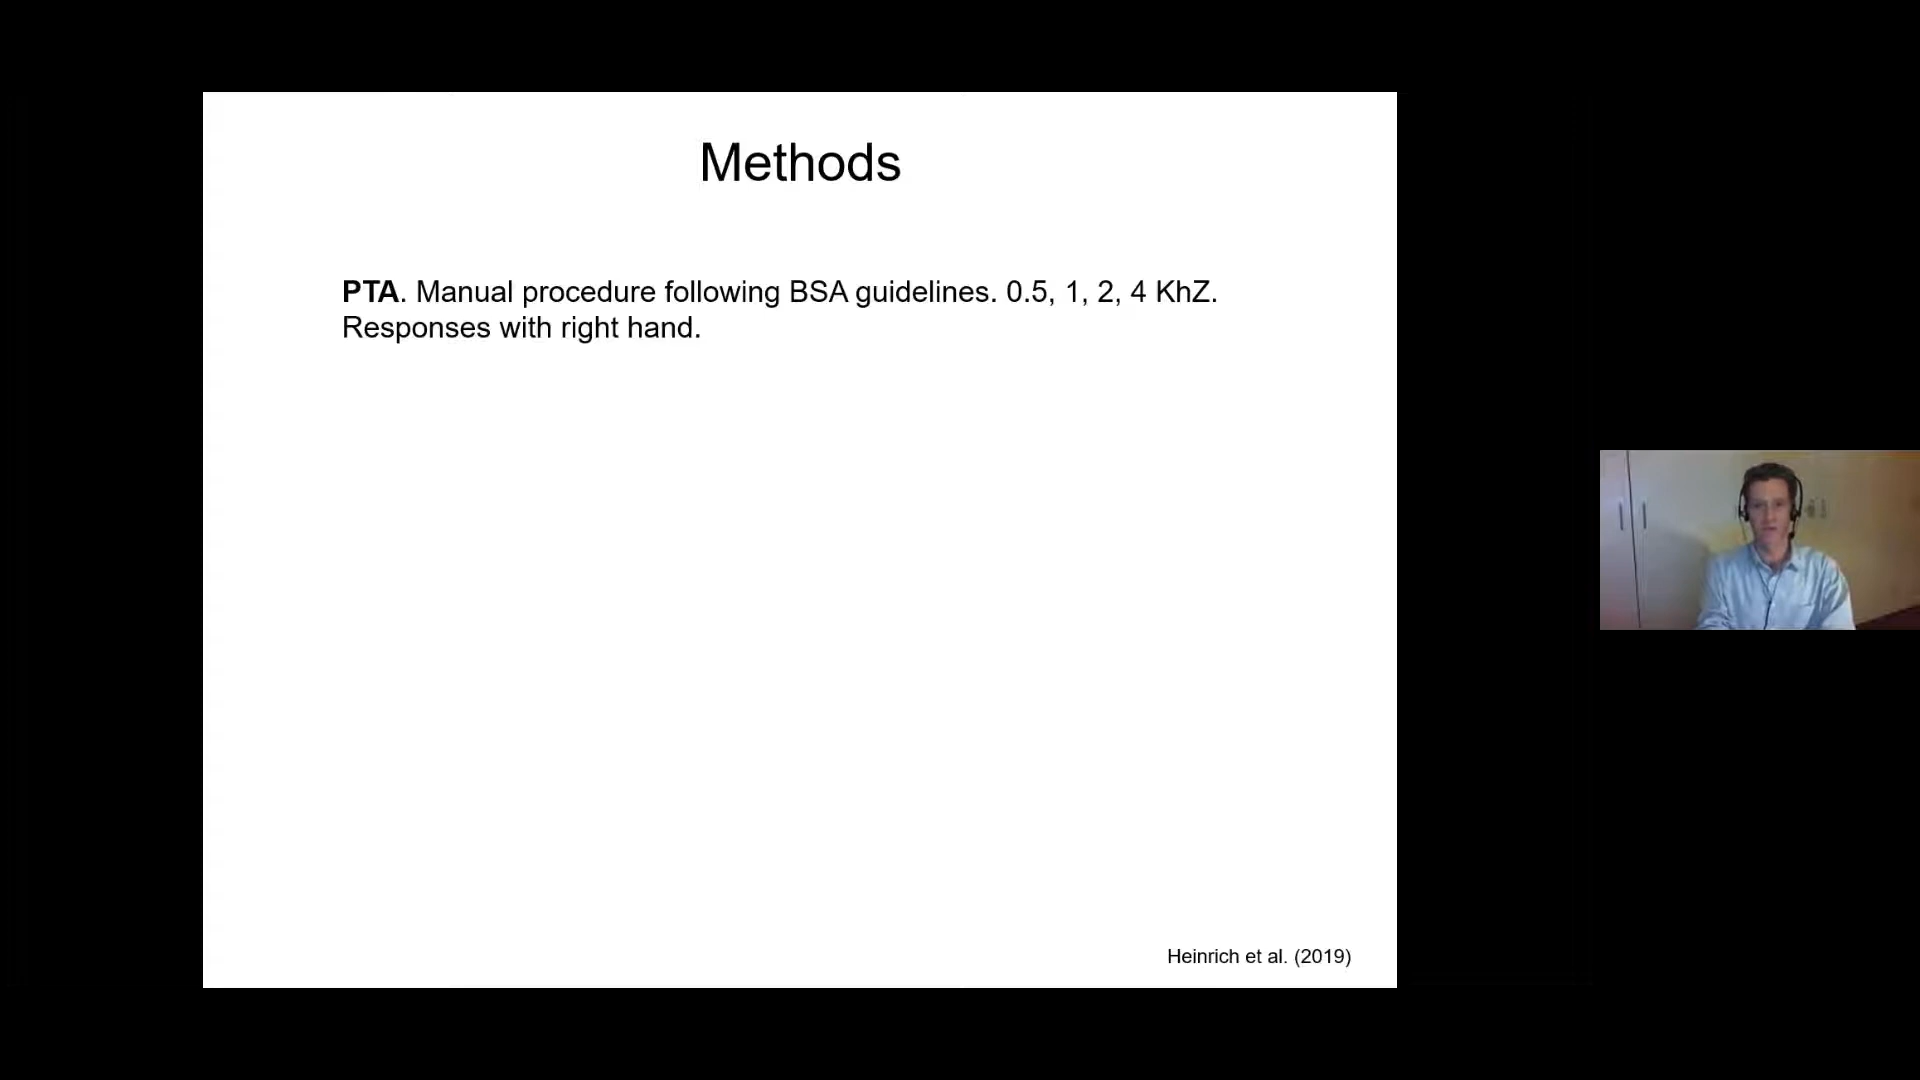 Methods
PTA. Manual procedure following BSA guidelines. 0.5, 1, 2, 4 KhZ.
Responses with right hand.
Heinrich et al. (2019)